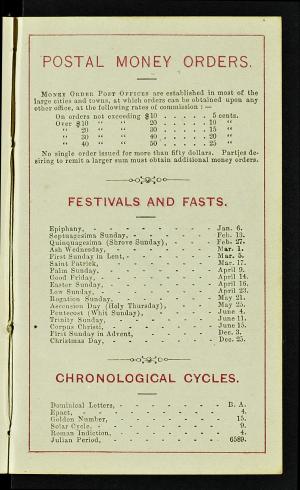 POSTAL MONEY ORDERS.
MONEY ORDER POST OFFICES are established in most of the
large cities and towns, at which orders can be obtained upon any
other office, at the following rates of commission : —
On orders not exceeding $10 . . . . . 5 cents.
Over $10 " 20 . . . . . 10 "
" 20 " 30 . . . . . 15 "
" 30 " 40 . . . . . 20 "
" 40 " 50 . . . . . 25 "
No single order issued for more than fifty dollars. Parties de-
siring to remit a larger sum must obtain additional money orders.
FESTIVALS AND FASTS.
Epiphany, - - - - - - - - Jan. 6.
Septuagesima Sunday, - - - - - - Feb. 13.
Quinquagesima (Shrove Sunday), - - - - Feb. 27.
Ash Wednesday, - - - - - - - Mar. 1.
First Sunday in Lent, - - - - - - Mar. 5.
Saint Patrick, - - - - - - - Mar. 17.
Palm Sunday, - - - - - - - April 9.
Good Friday, - - - - - - - April 14.
Easter Sunday, - - - - - - - April 16.
Low Sunday, - - - - - - - April 23.
Rogation Sunday, - - - - - - - May 21.
Ascension Day (Holy Thursday), - - - - May 25.
Pentecost (Whit Sunday), - - - - - June 4.
Trinity Sunday, - - - - - - - June 11.
Corpus Christi, - - - - - - - June 15.
First Sunday in Advent, - - - - - Dec. 3.
Christmas Day, - - - - - - - Dec. 25.
CHRONOLOGICAL CYCLES.
Dominical Letters, - - - - - - B. A.
Epact, - - - - - - - - 4.
Golden Number, - - - - - - - 15.
Solar Cycle, - - - - - - - 9.
Roman Indiction, - - - - - - - 4.
Julian Period, - - - - - - - 6589.